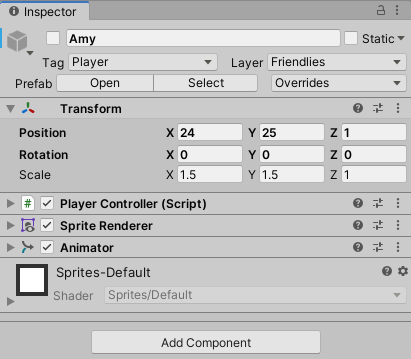 Inspector
Amy Static
Tag Player Layer Friendlies
Prefab Open Select Overrides
Transform
Position X 24 Y 25 Z 1
Rotation X 0 Y 0 Z 0
Scale X 1.5 Y 1.5 Z 1
# Player Controller (Script)
Sprite Renderer
Animator
Sprites-Default
Shader Sprites/Default
Add Component